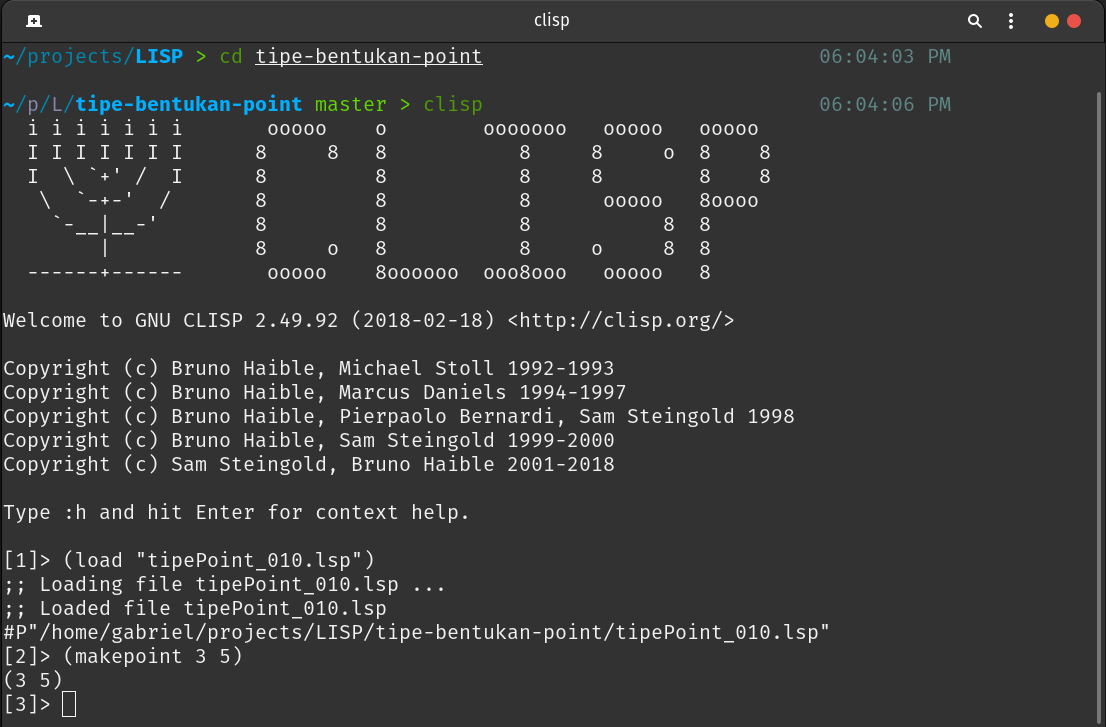 clisp
~/projects/LISP > cd tipe-bentukan-point 06:04:03 PM
~/p/L/tipe-bentukan-point master > clisp 06:04:06 PM
  i i i i i i i       ooooo    o        ooooooo   ooooo   ooooo
  I I I I I I I      8     8   8           8     8     o  8    8
  I  \ `+' /  I      8         8           8     8        8    8
   \  `-+-'  /       8         8           8      ooooo   8oooo
    `-__|__-'        8         8           8           8  8
        |            8     o   8           8     o     8  8
  ------+------       ooooo    8oooooo  ooo8ooo   ooooo   8
Welcome to GNU CLISP 2.49.92 (2018-02-18) <http://clisp.org/>
Copyright (c) Bruno Haible, Michael Stoll 1992-1993
Copyright (c) Bruno Haible, Marcus Daniels 1994-1997
Copyright (c) Bruno Haible, Pierpaolo Bernardi, Sam Steingold 1998
Copyright (c) Bruno Haible, Sam Steingold 1999-2000
Copyright (c) Sam Steingold, Bruno Haible 2001-2018
Type :h and hit Enter for context help.
[1]> (load "tipePoint_010.lsp")
;; Loading file tipePoint_010.lsp ...
;; Loaded file tipePoint_010.lsp
#P"/home/gabriel/projects/LISP/tipe-bentukan-point/tipePoint_010.lsp"
[2]> (makepoint 3 5)
(3 5)
[3]>